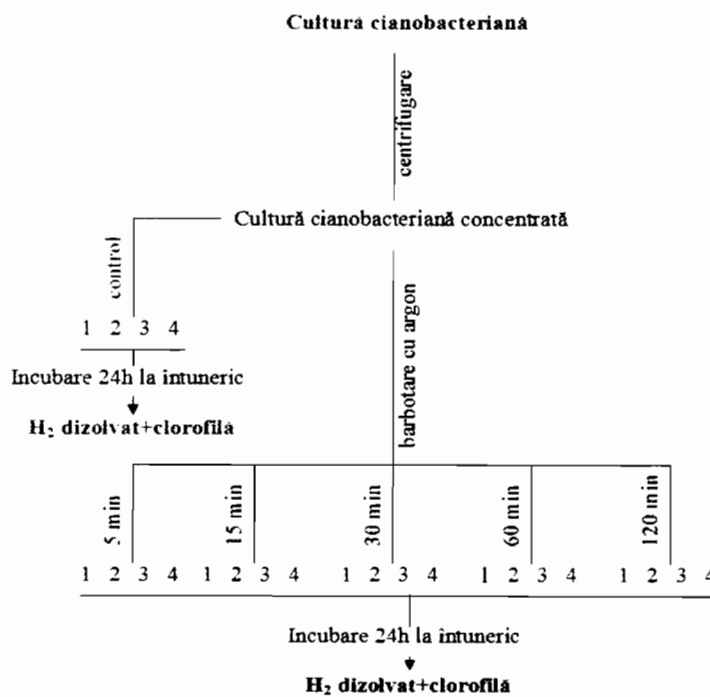 Cultură cianobacteriană
centrifugare
Cultură cianobacteriană concentrată
control
1 2 3 4
Incubare 24h la întuneric
H₂ dizolvat+clorofilă
barbotare cu argon
5 min
15 min
30 min
60 min
120 min
1 2 3 4 1 2 3 4 1 2 3 4 1 2 3 4 1 2 3 4
Incubare 24h la întuneric
H₂ dizolvat+clorofilă